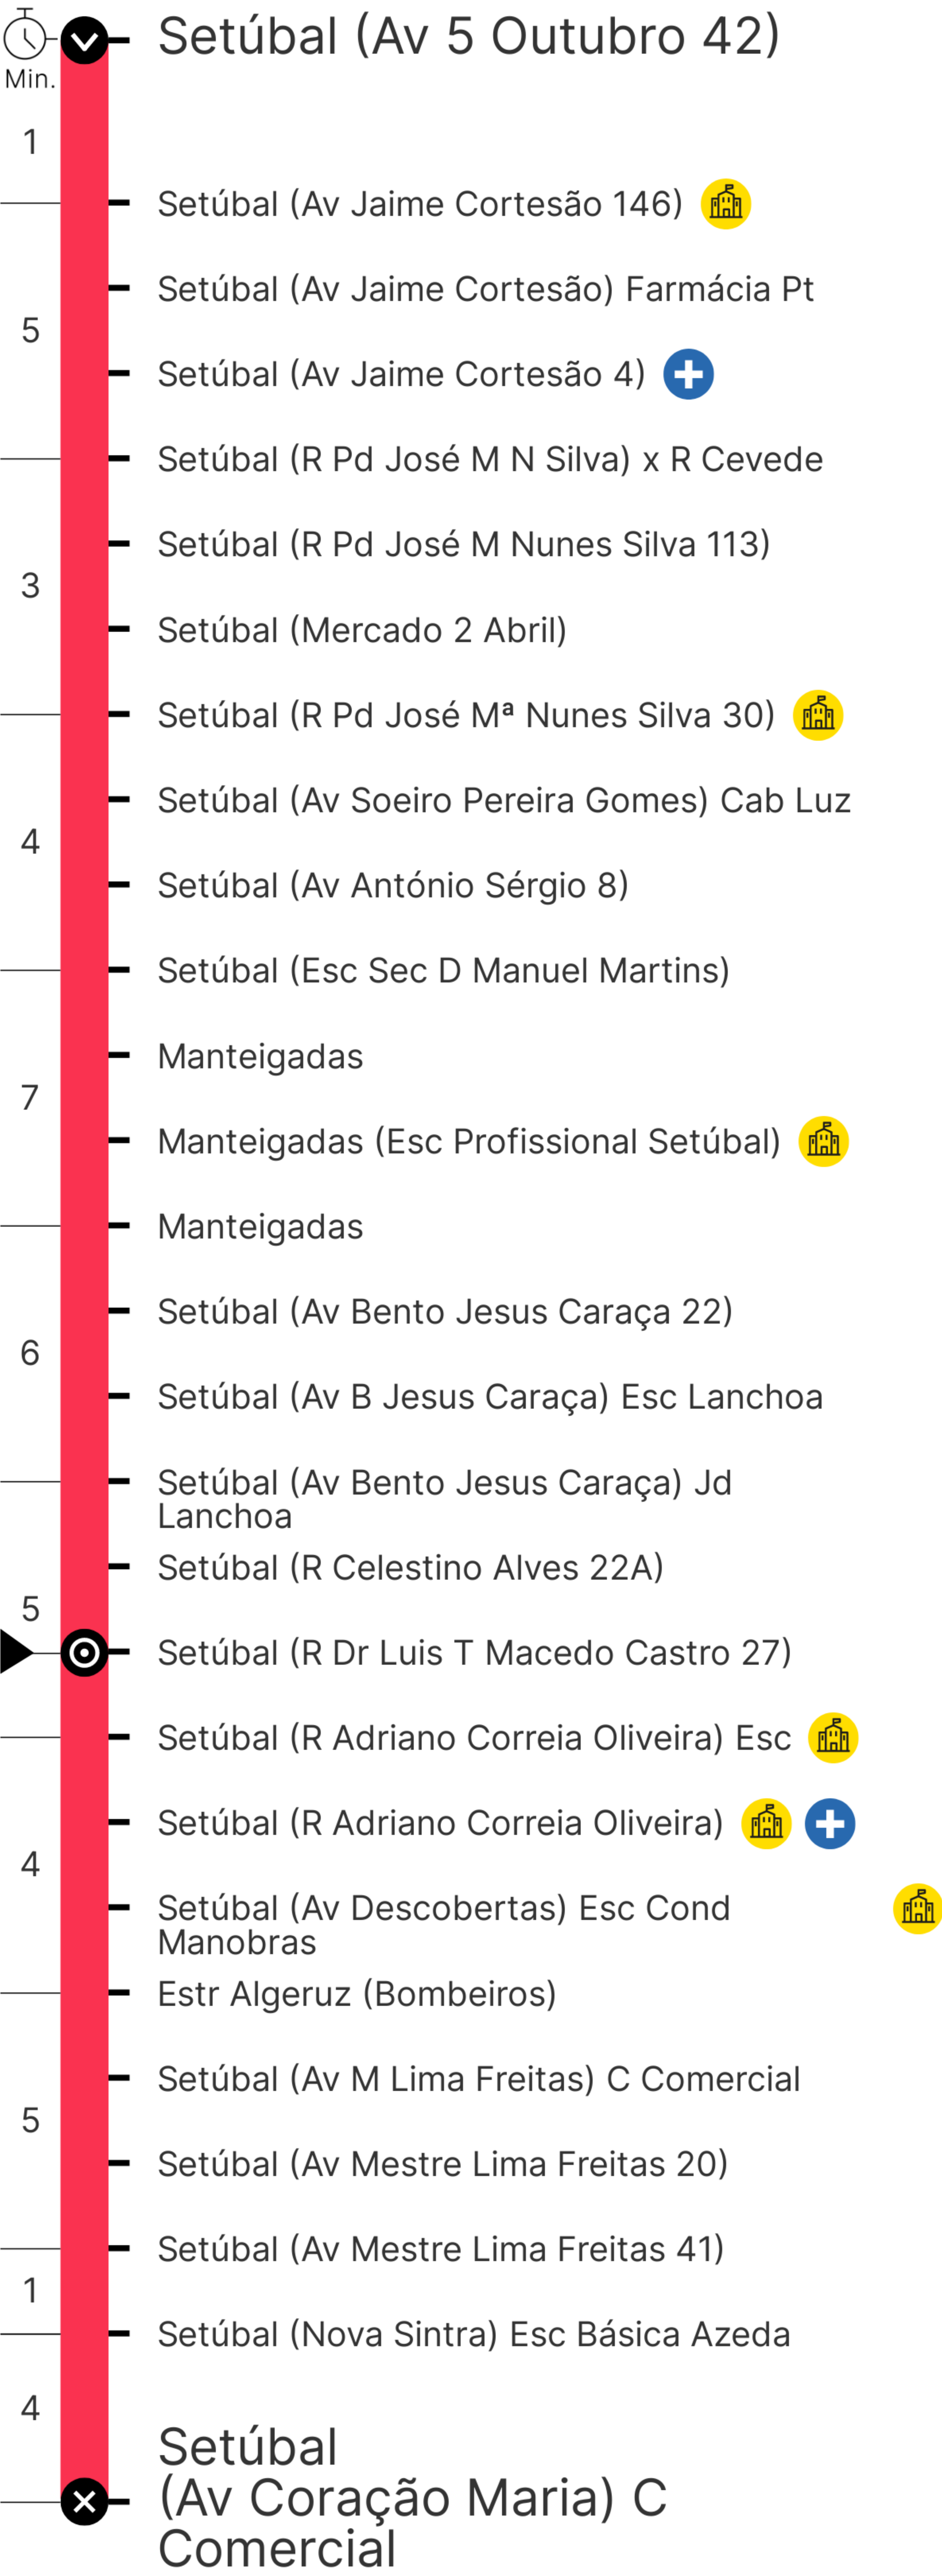 Setúbal (Av 5 Outubro 42)
Min.
1
Setúbal (Av Jaime Cortesão 146)
Setúbal (Av Jaime Cortesão) Farmácia Pt
5
Setúbal (Av Jaime Cortesão 4)
Setúbal (R Pd José M N Silva) x R Cevede
Setúbal (R Pd José M Nunes Silva 113)
3
Setúbal (Mercado 2 Abril)
Setúbal (R Pd José Mª Nunes Silva 30)
Setúbal (Av Soeiro Pereira Gomes) Cab Luz
4
Setúbal (Av António Sérgio 8)
Setúbal (Esc Sec D Manuel Martins)
Manteigadas
7
Manteigadas (Esc Profissional Setúbal)
Manteigadas
Setúbal (Av Bento Jesus Caraça 22)
6
Setúbal (Av B Jesus Caraça) Esc Lanchoa
Setúbal (Av Bento Jesus Caraça) Jd
Lanchoa
Setúbal (R Celestino Alves 22A)
5
Setúbal (R Dr Luis T Macedo Castro 27)
Setúbal (R Adriano Correia Oliveira) Esc
Setúbal (R Adriano Correia Oliveira)
4
Setúbal (Av Descobertas) Esc Cond
Manobras
Estr Algeruz (Bombeiros)
Setúbal (Av M Lima Freitas) C Comercial
5
Setúbal (Av Mestre Lima Freitas 20)
Setúbal (Av Mestre Lima Freitas 41)
1
Setúbal (Nova Sintra) Esc Básica Azeda
4
Setúbal
(Av Coração Maria) C
Comercial